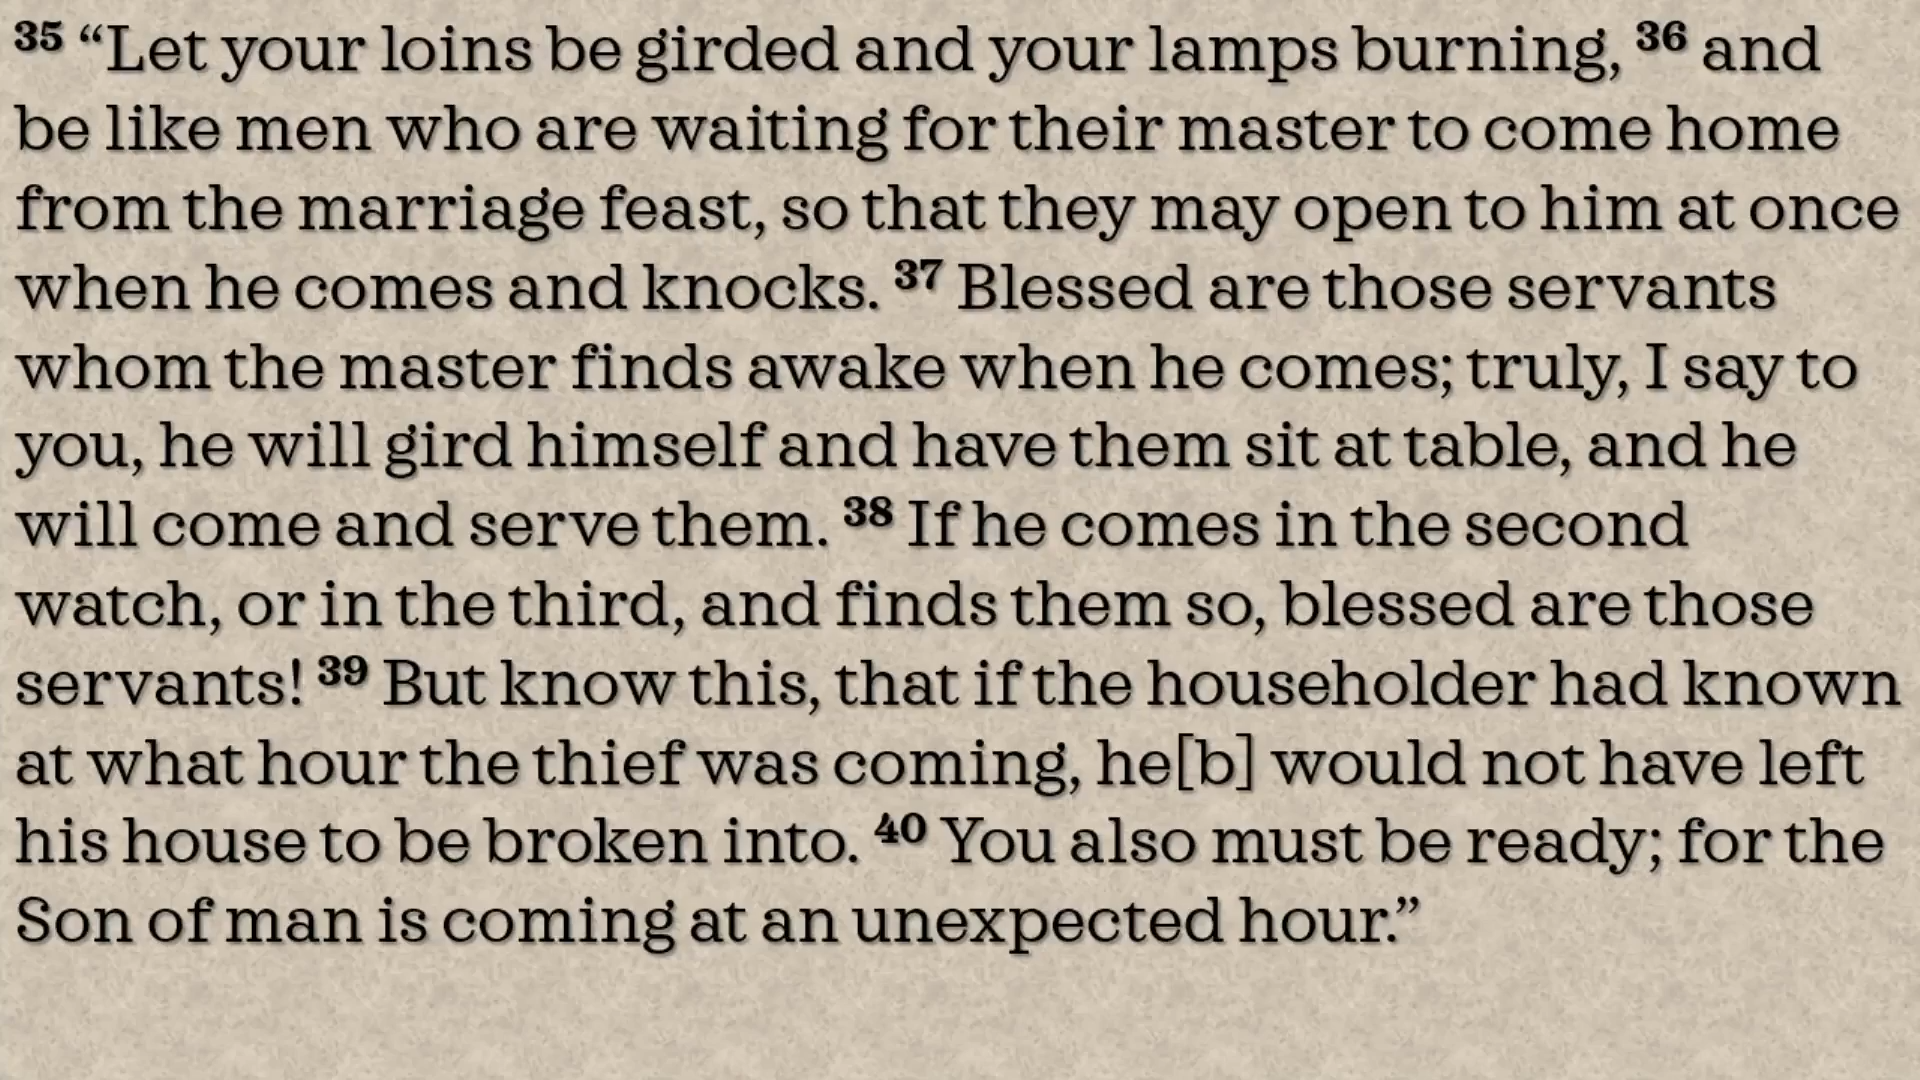 35 “Let your loins be girded and your lamps burning, 36 and
be like men who are waiting for their master to come home
from the marriage feast, so that they may open to him at once
when he comes and knocks. 37 Blessed are those servants
whom the master finds awake when he comes; truly, I say to
you, he will gird himself and have them sit at table, and he
will come and serve them. 38 If he comes in the second
watch, or in the third, and finds them so, blessed are those
servants! 39 But know this, that if the householder had known
at what hour the thief was coming, he[b] would not have left
his house to be broken into. 40 You also must be ready; for the
Son of man is coming at an unexpected hour.”